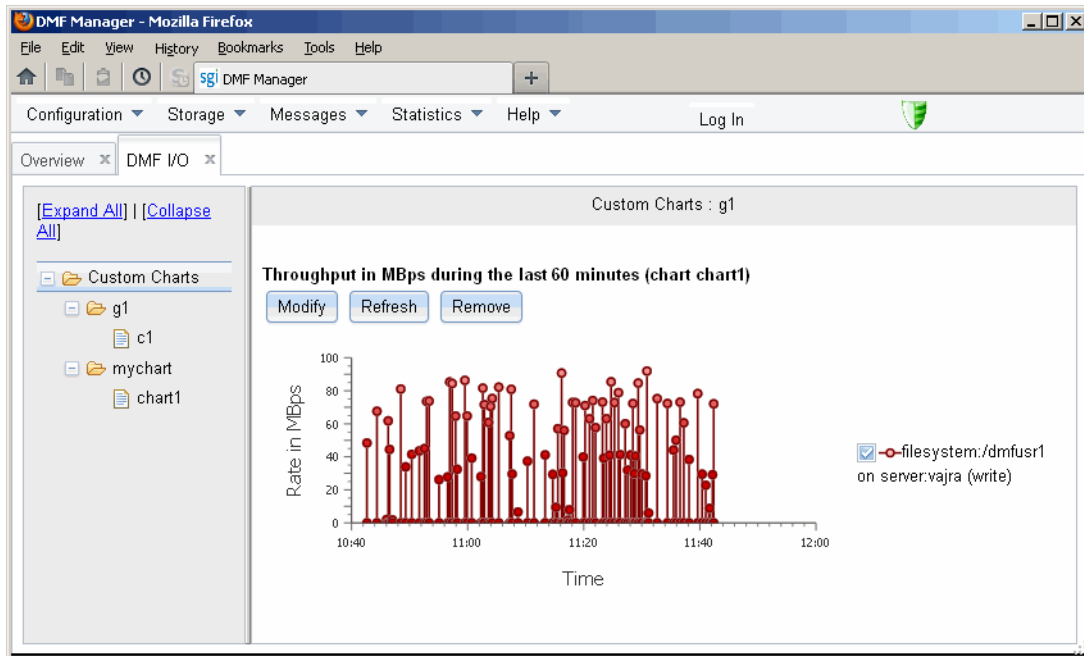 DMF Manager - Mozilla Firefox
File Edit View History Bookmarks Tools Help
sgi DMF Manager
Configuration Storage Messages Statistics Help Log In
Overview x DMF I/O x
[Expand All] | [Collapse
All]
Custom Charts
g1
c1
mychart
chart1
Custom Charts : g1
Throughput in MBps during the last 60 minutes (chart chart1)
Modify Refresh Remove
Rate in MBps
100
80
60
40
20
0
10:40 11:00 11:20 11:40 12:00
Time
filesystem:/dmfusr1
on server:vajra (write)